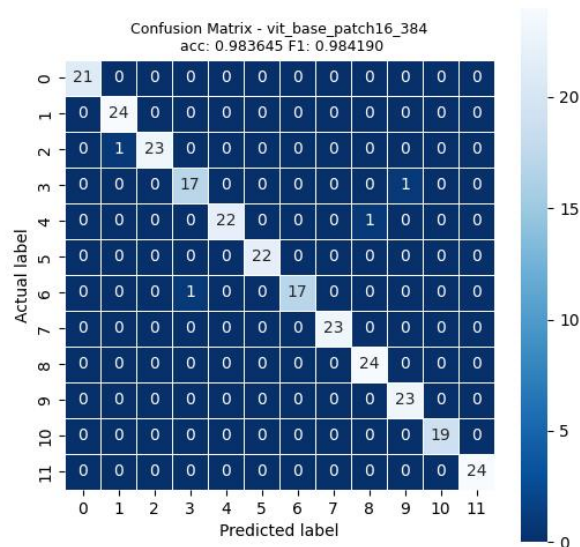 Confusion Matrix - vit_base_patch16_384
acc: 0.983645 F1: 0.984190
Actual label
0 21 0 0 0 0 0 0 0 0 0 0 0
1 0 24 0 0 0 0 0 0 0 0 0 0
2 0 1 23 0 0 0 0 0 0 0 0 0
3 0 0 0 17 0 0 0 0 0 1 0 0
4 0 0 0 0 22 0 0 0 1 0 0 0
5 0 0 0 0 0 22 0 0 0 0 0 0
6 0 0 0 1 0 0 17 0 0 0 0 0
7 0 0 0 0 0 0 0 23 0 0 0 0
8 0 0 0 0 0 0 0 0 24 0 0 0
9 0 0 0 0 0 0 0 0 0 23 0 0
10 0 0 0 0 0 0 0 0 0 0 19 0
11 0 0 0 0 0 0 0 0 0 0 0 24
0 1 2 3 4 5 6 7 8 9 10 11
Predicted label
20
15
10
5
0